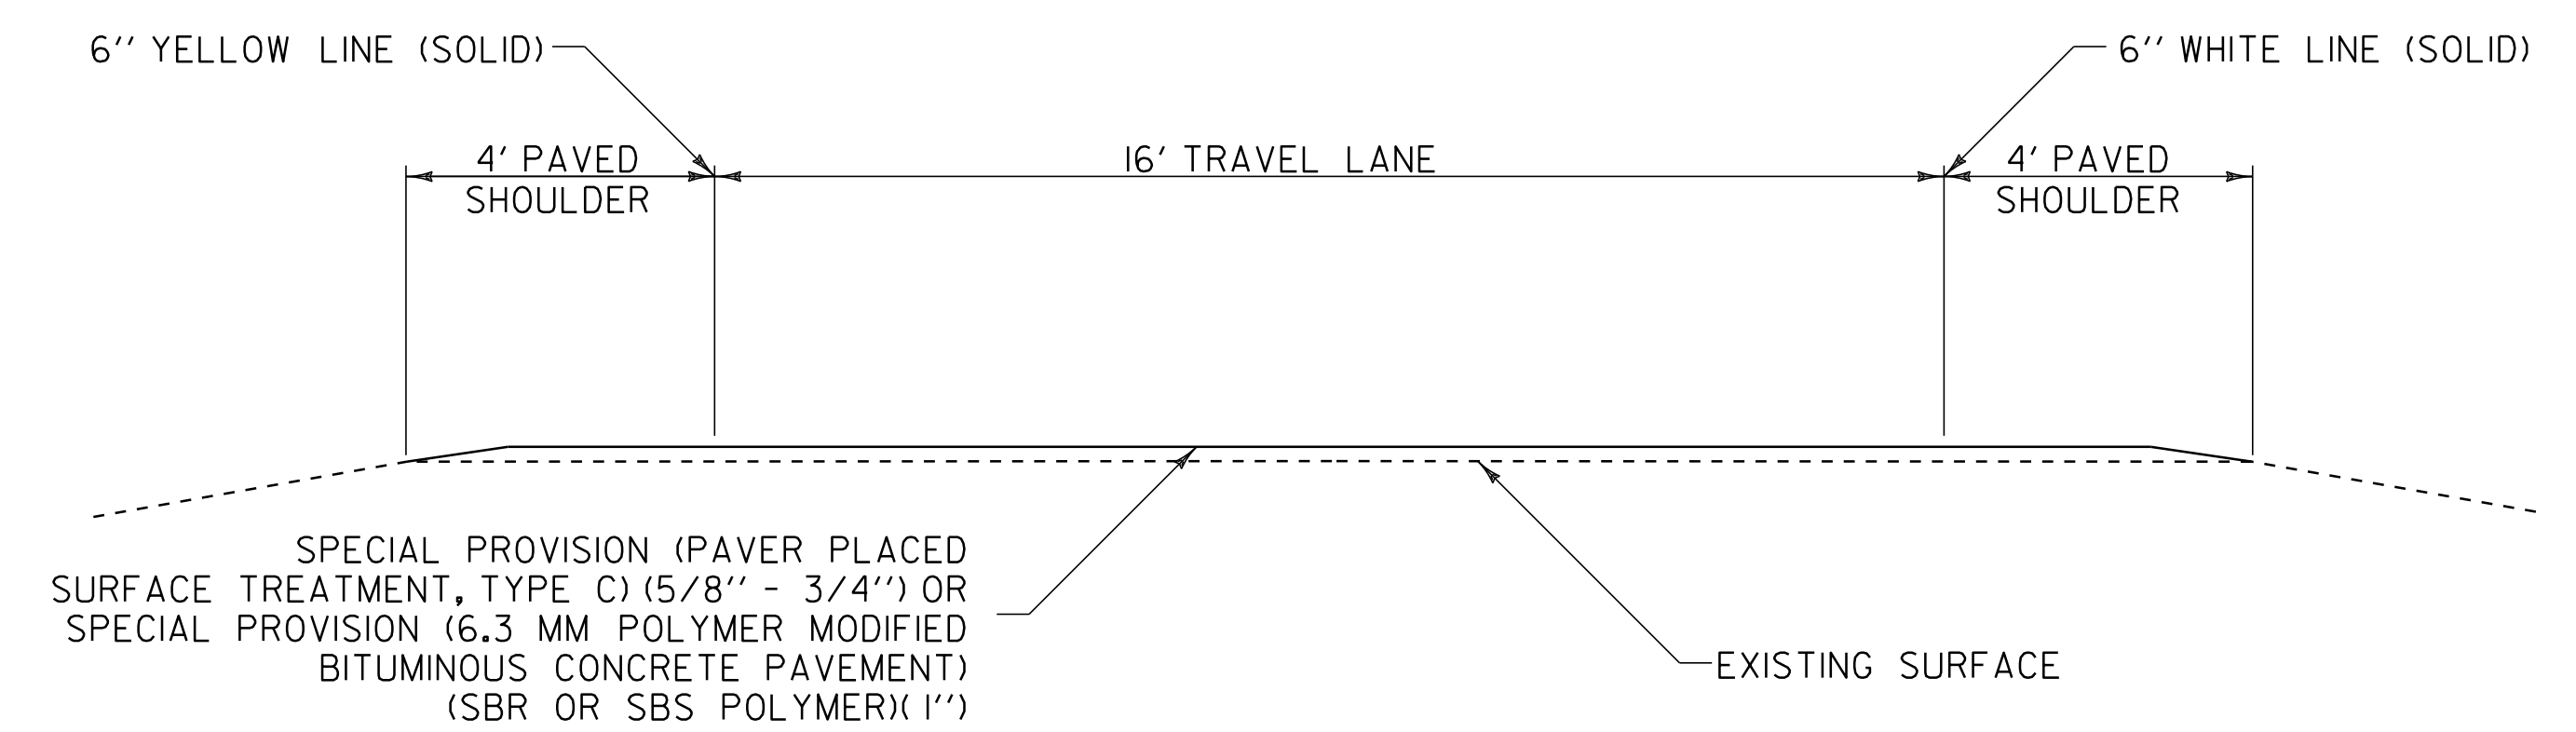 6" YELLOW LINE (SOLID)
6" WHITE LINE (SOLID)
4' PAVED
SHOULDER
16' TRAVEL LANE
4' PAVED
SHOULDER
SPECIAL PROVISION (PAVER PLACED
SURFACE TREATMENT, TYPE C) (5/8" - 3/4") OR
SPECIAL PROVISION (6.3 MM POLYMER MODIFIED
BITUMINOUS CONCRETE PAVEMENT)
(SBR OR SBS POLYMER)(1")
EXISTING SURFACE